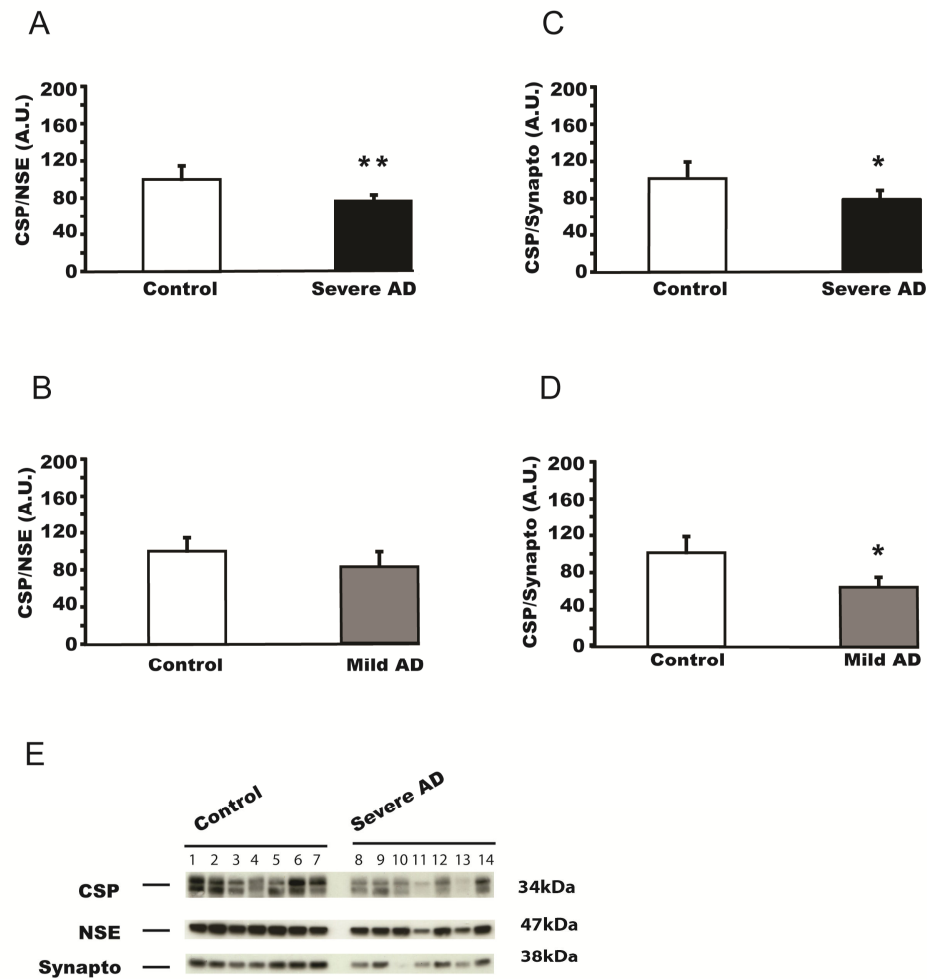 A
CSP/NSE (A.U.)
200
160
120
80
40
0
**
Control Severe AD
C
CSP/Synapto (A.U.)
200
160
120
80
40
0
*
Control Severe AD
B
CSP/NSE (A.U.)
200
160
120
80
40
0
Control Mild AD
D
CSP/Synapto (A.U.)
200
160
120
80
40
0
*
Control Mild AD
E
Control Severe AD
1 2 3 4 5 6 7 8 9 10 11 12 13 14
CSP 34kDa
NSE 47kDa
Synapto 38kDa